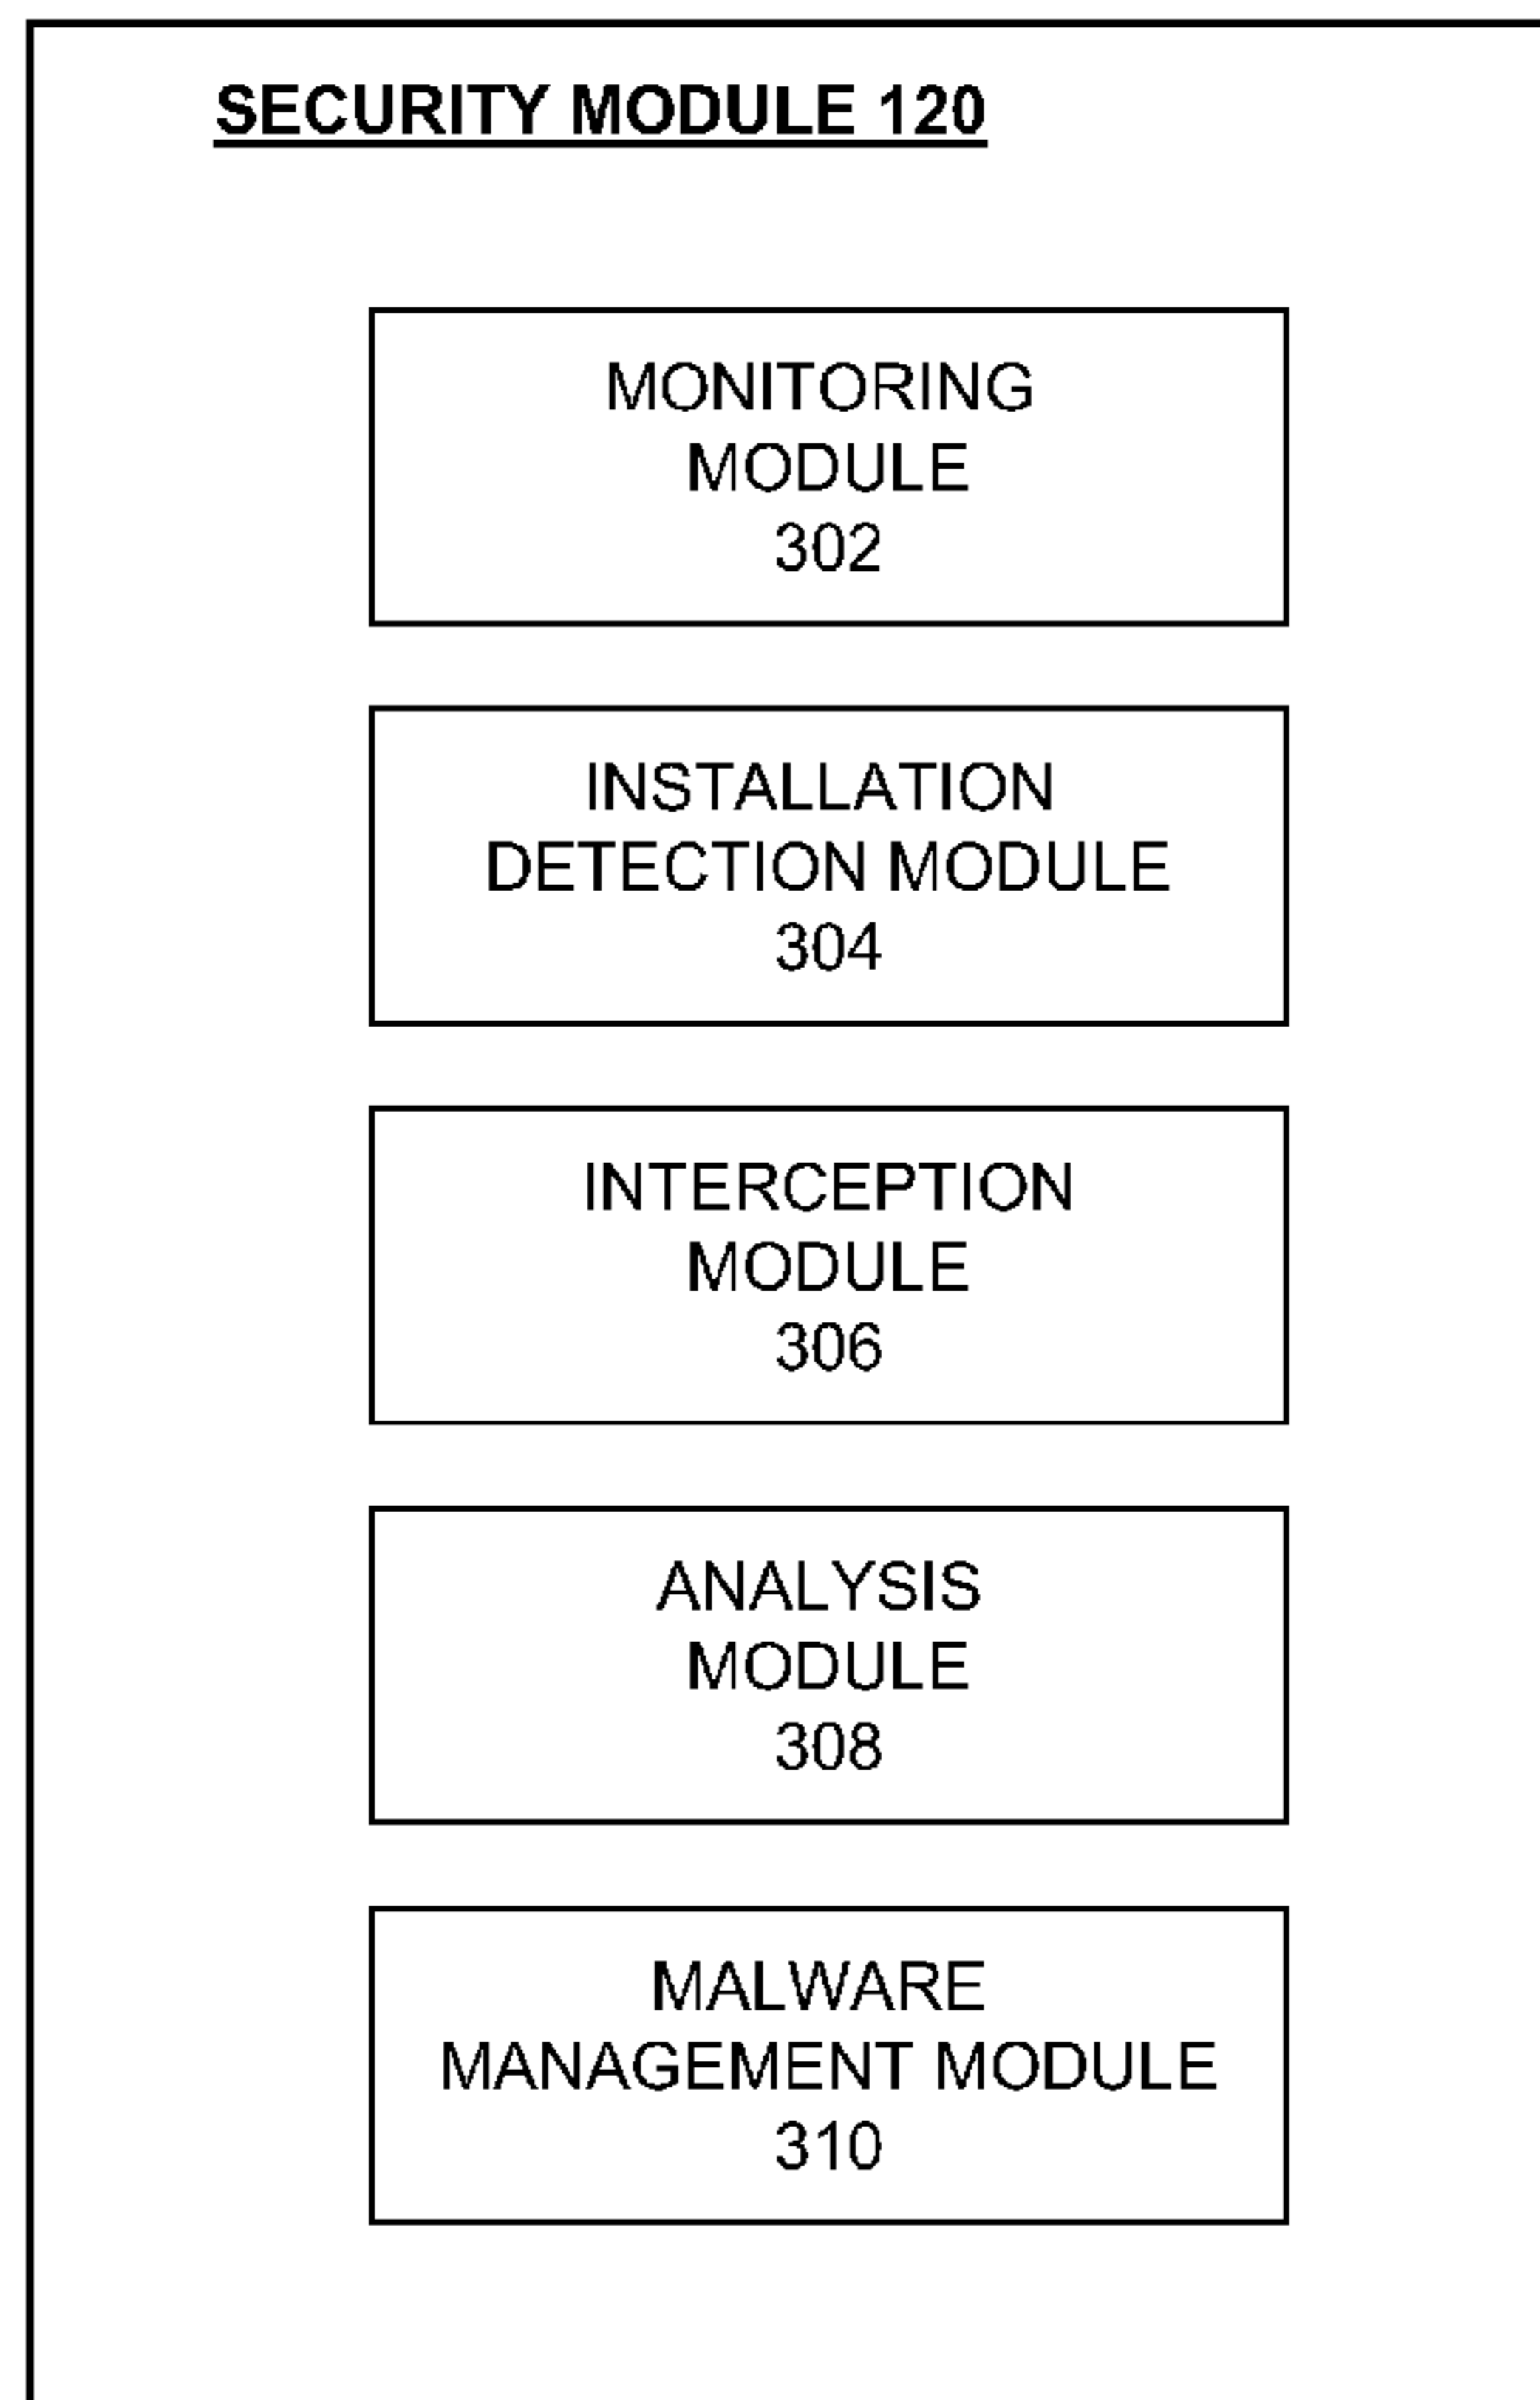 SECURITY MODULE 120
MONITORING
MODULE
302
INSTALLATION
DETECTION MODULE
304
INTERCEPTION
MODULE
306
ANALYSIS
MODULE
308
MALWARE
MANAGEMENT MODULE
310